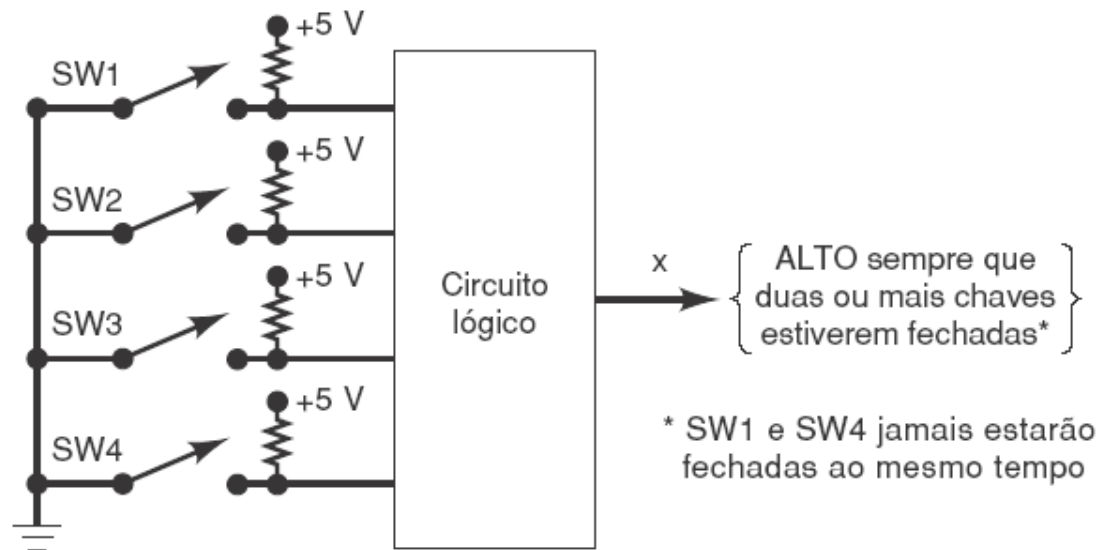 +5 V
SW1
+5 V
SW2
+5 V
SW3
+5 V
SW4
Circuito
lógico
x
ALTO sempre que
duas ou mais chaves
estiverem fechadas*
* SW1 e SW4 jamais estarão
fechadas ao mesmo tempo